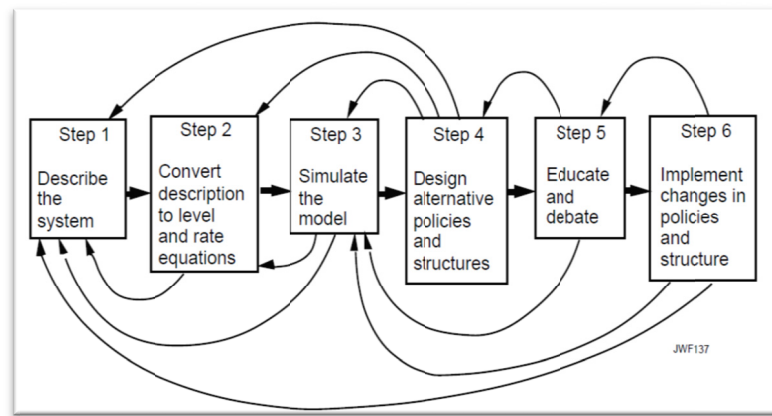 Step 1
Describe
the
system
Step 2
Convert
description
to level
and rate
equations
Step 3
Simulate
the
model
Step 4
Design
alternative
policies
and
structures
Step 5
Educate
and
debate
Step 6
Implement
changes in
policies
and
structure
JWF137